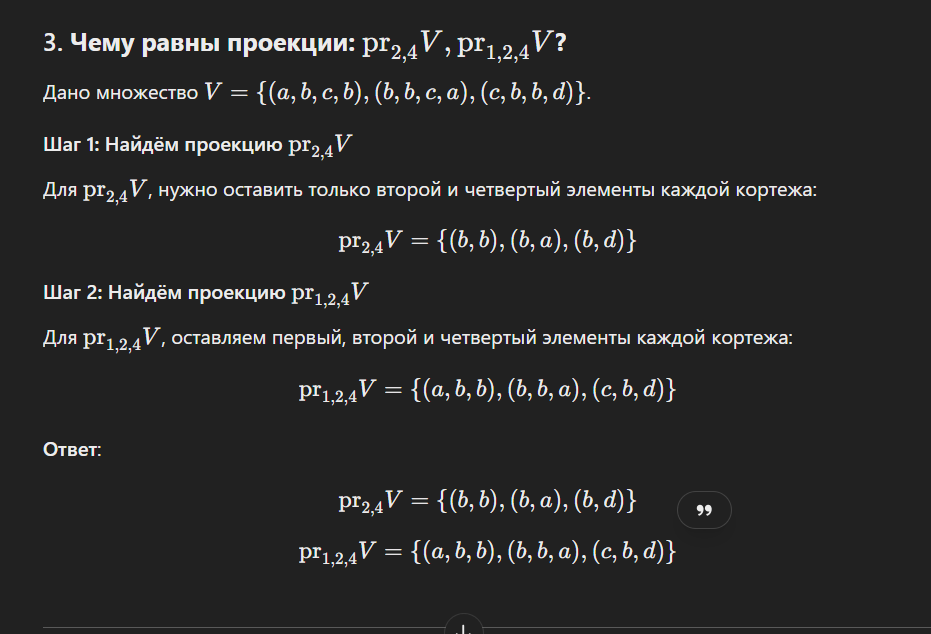 3. Чему равны проекции: pr₂,₄V, pr₁,₂,₄V?
Дано множество V = {(a, b, c, b), (b, b, c, a), (c, b, b, d)}.
Шаг 1: Найдём проекцию pr₂,₄V
Для pr₂,₄V, нужно оставить только второй и четвертый элементы каждой кортежа:
pr₂,₄V = {(b, b), (b, a), (b, d)}
Шаг 2: Найдём проекцию pr₁,₂,₄V
Для pr₁,₂,₄V, оставляем первый, второй и четвертый элементы каждой кортежа:
pr₁,₂,₄V = {(a, b, b), (b, b, a), (c, b, d)}
Ответ:
pr₂,₄V = {(b, b), (b, a), (b, d)}
pr₁,₂,₄V = {(a, b, b), (b, b, a), (c, b, d)}